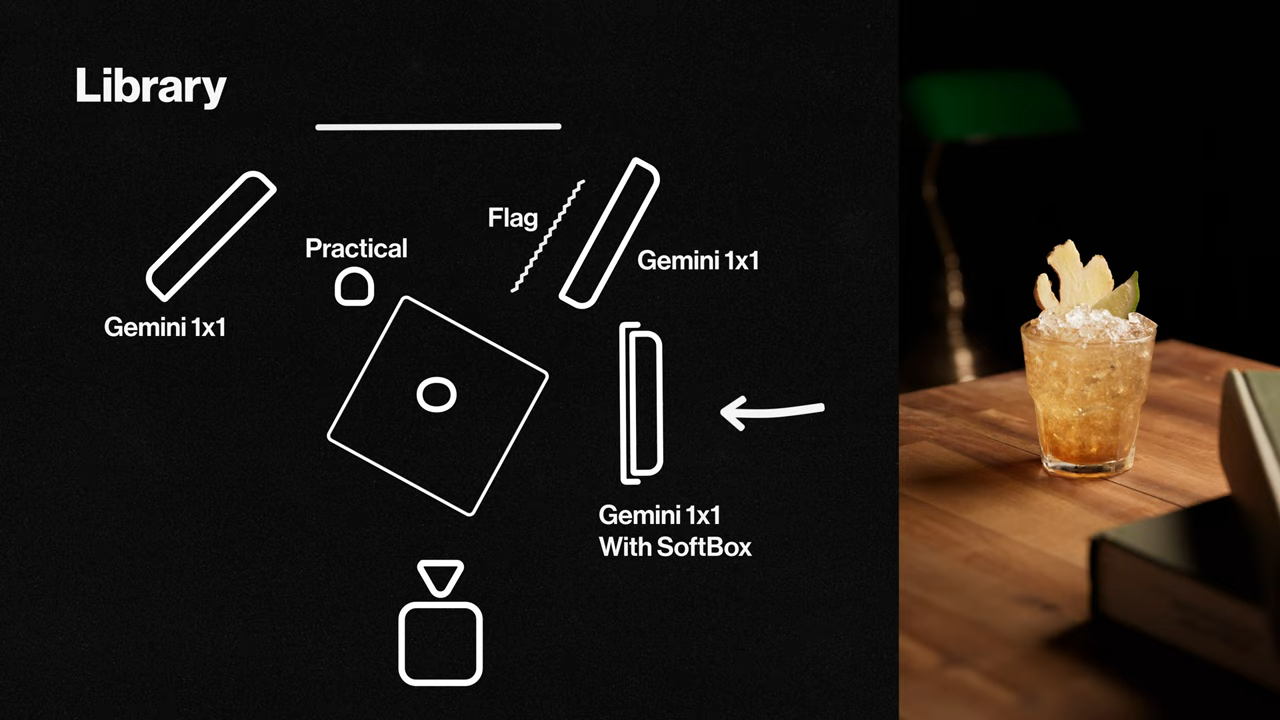 Library
Flag
Practical
Gemini 1x1
Gemini 1x1
Gemini 1x1
With SoftBox